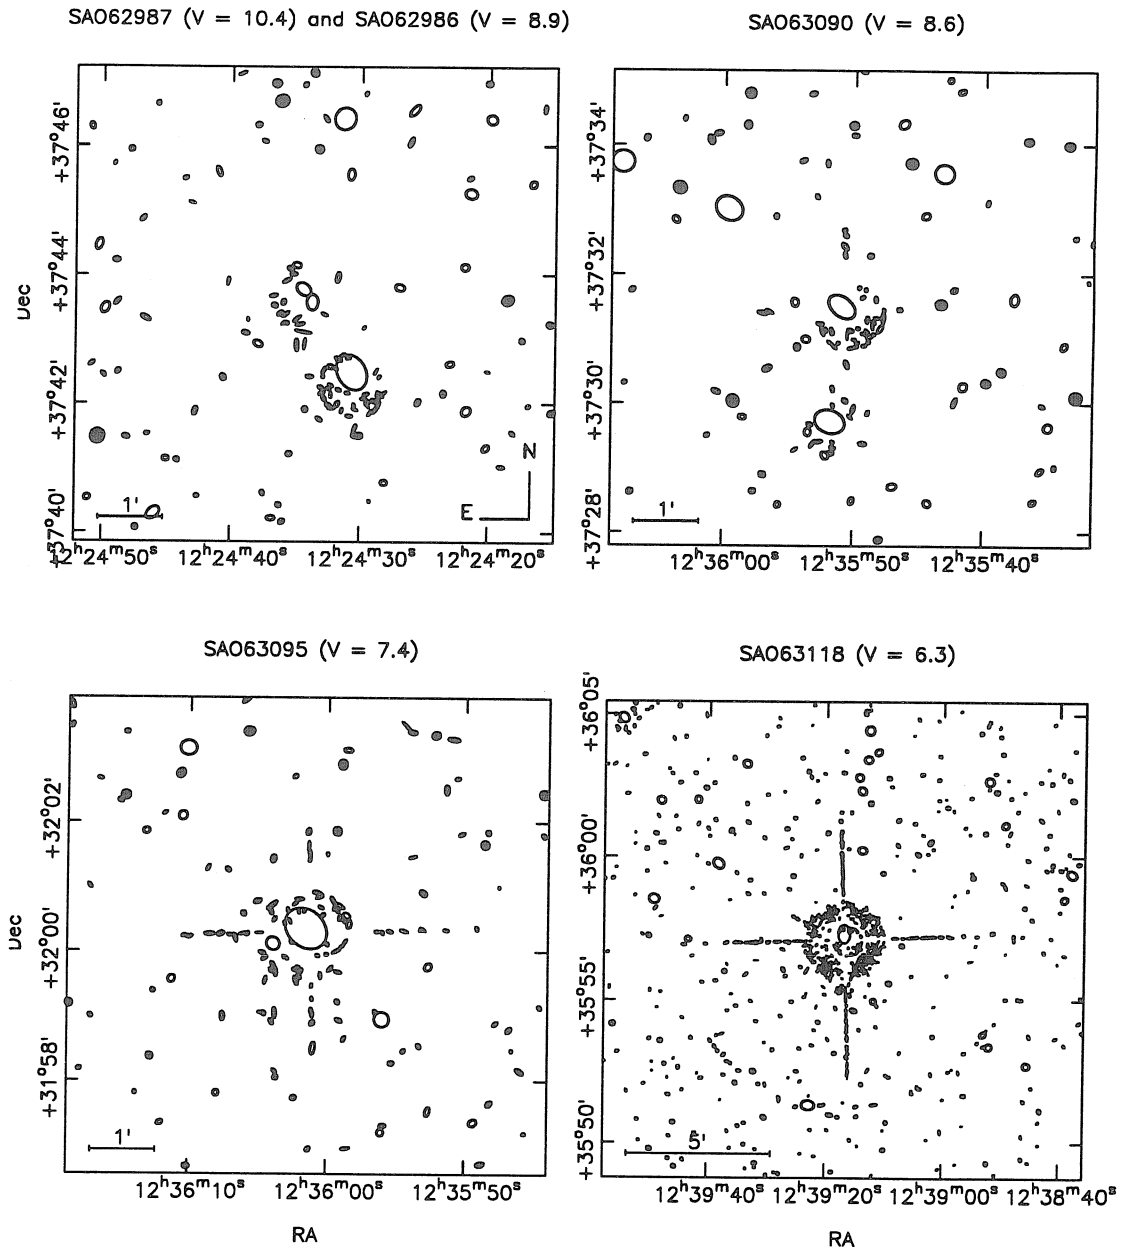 SAO62987 (V = 10.4) and SAO62986 (V = 8.9)
SAO63090 (V = 8.6)
+37°46'
+37°44'
+37°42'
+37°40'
Dec
1'
N
E
12ʰ24ᵐ50ˢ 12ʰ24ᵐ40ˢ 12ʰ24ᵐ30ˢ 12ʰ24ᵐ20ˢ
+37°34'
+37°32'
+37°30'
+37°28'
1'
12ʰ36ᵐ00ˢ 12ʰ35ᵐ50ˢ 12ʰ35ᵐ40ˢ
SAO63095 (V = 7.4)
SAO63118 (V = 6.3)
+32°02'
+32°00'
+31°58'
Dec
1'
12ʰ36ᵐ10ˢ 12ʰ36ᵐ00ˢ 12ʰ35ᵐ50ˢ
RA
+36°05'
+36°00'
+35°55'
+35°50'
5'
12ʰ39ᵐ40ˢ 12ʰ39ᵐ20ˢ 12ʰ39ᵐ00ˢ 12ʰ38ᵐ40ˢ
RA